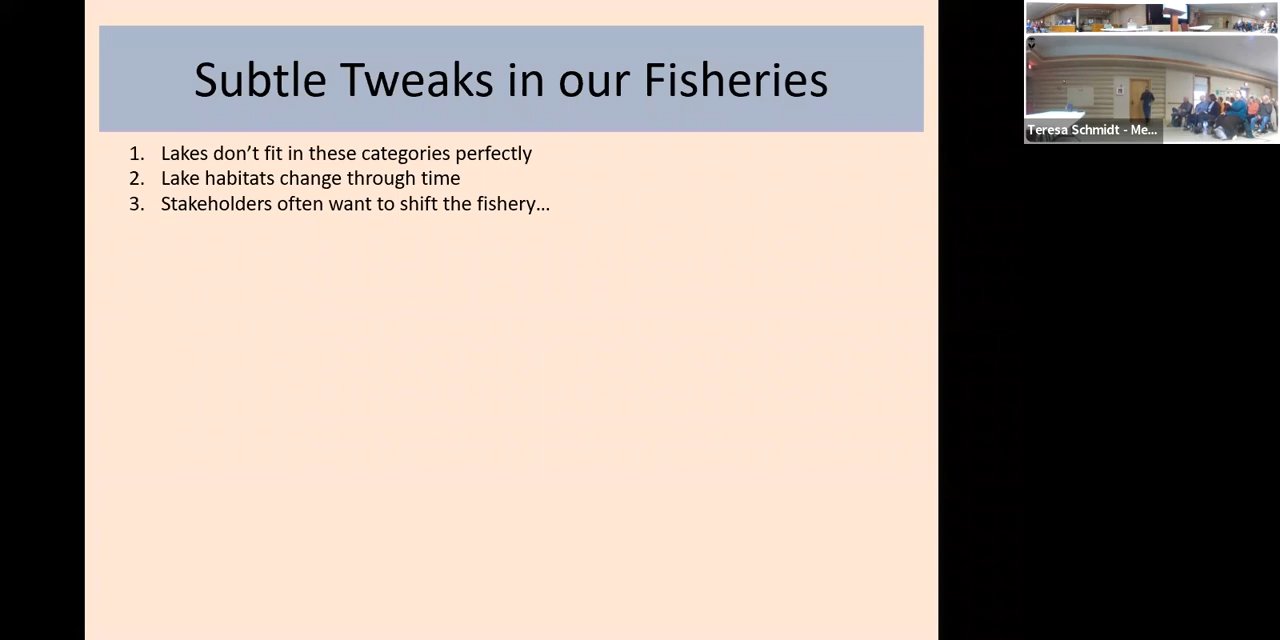 Subtle Tweaks in our Fisheries
1. Lakes don’t fit in these categories perfectly
2. Lake habitats change through time
3. Stakeholders often want to shift the fishery…
Teresa Schmidt - Me...